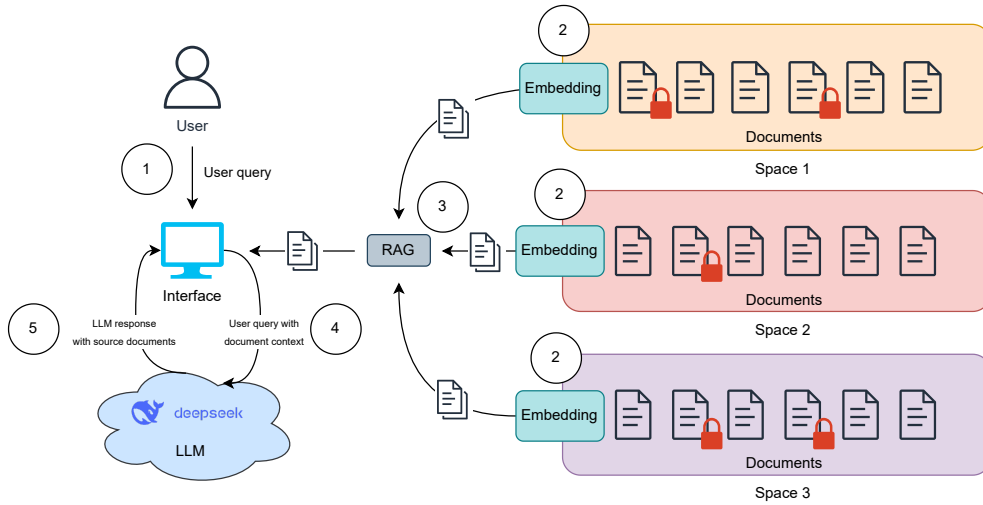 2
Embedding
Documents
Space 1
User
1
User query
3
2
Embedding
Documents
Space 2
RAG
Interface
5
LLM response
with source documents
User query with
document context
4
2
Embedding
Documents
Space 3
deepseek
LLM